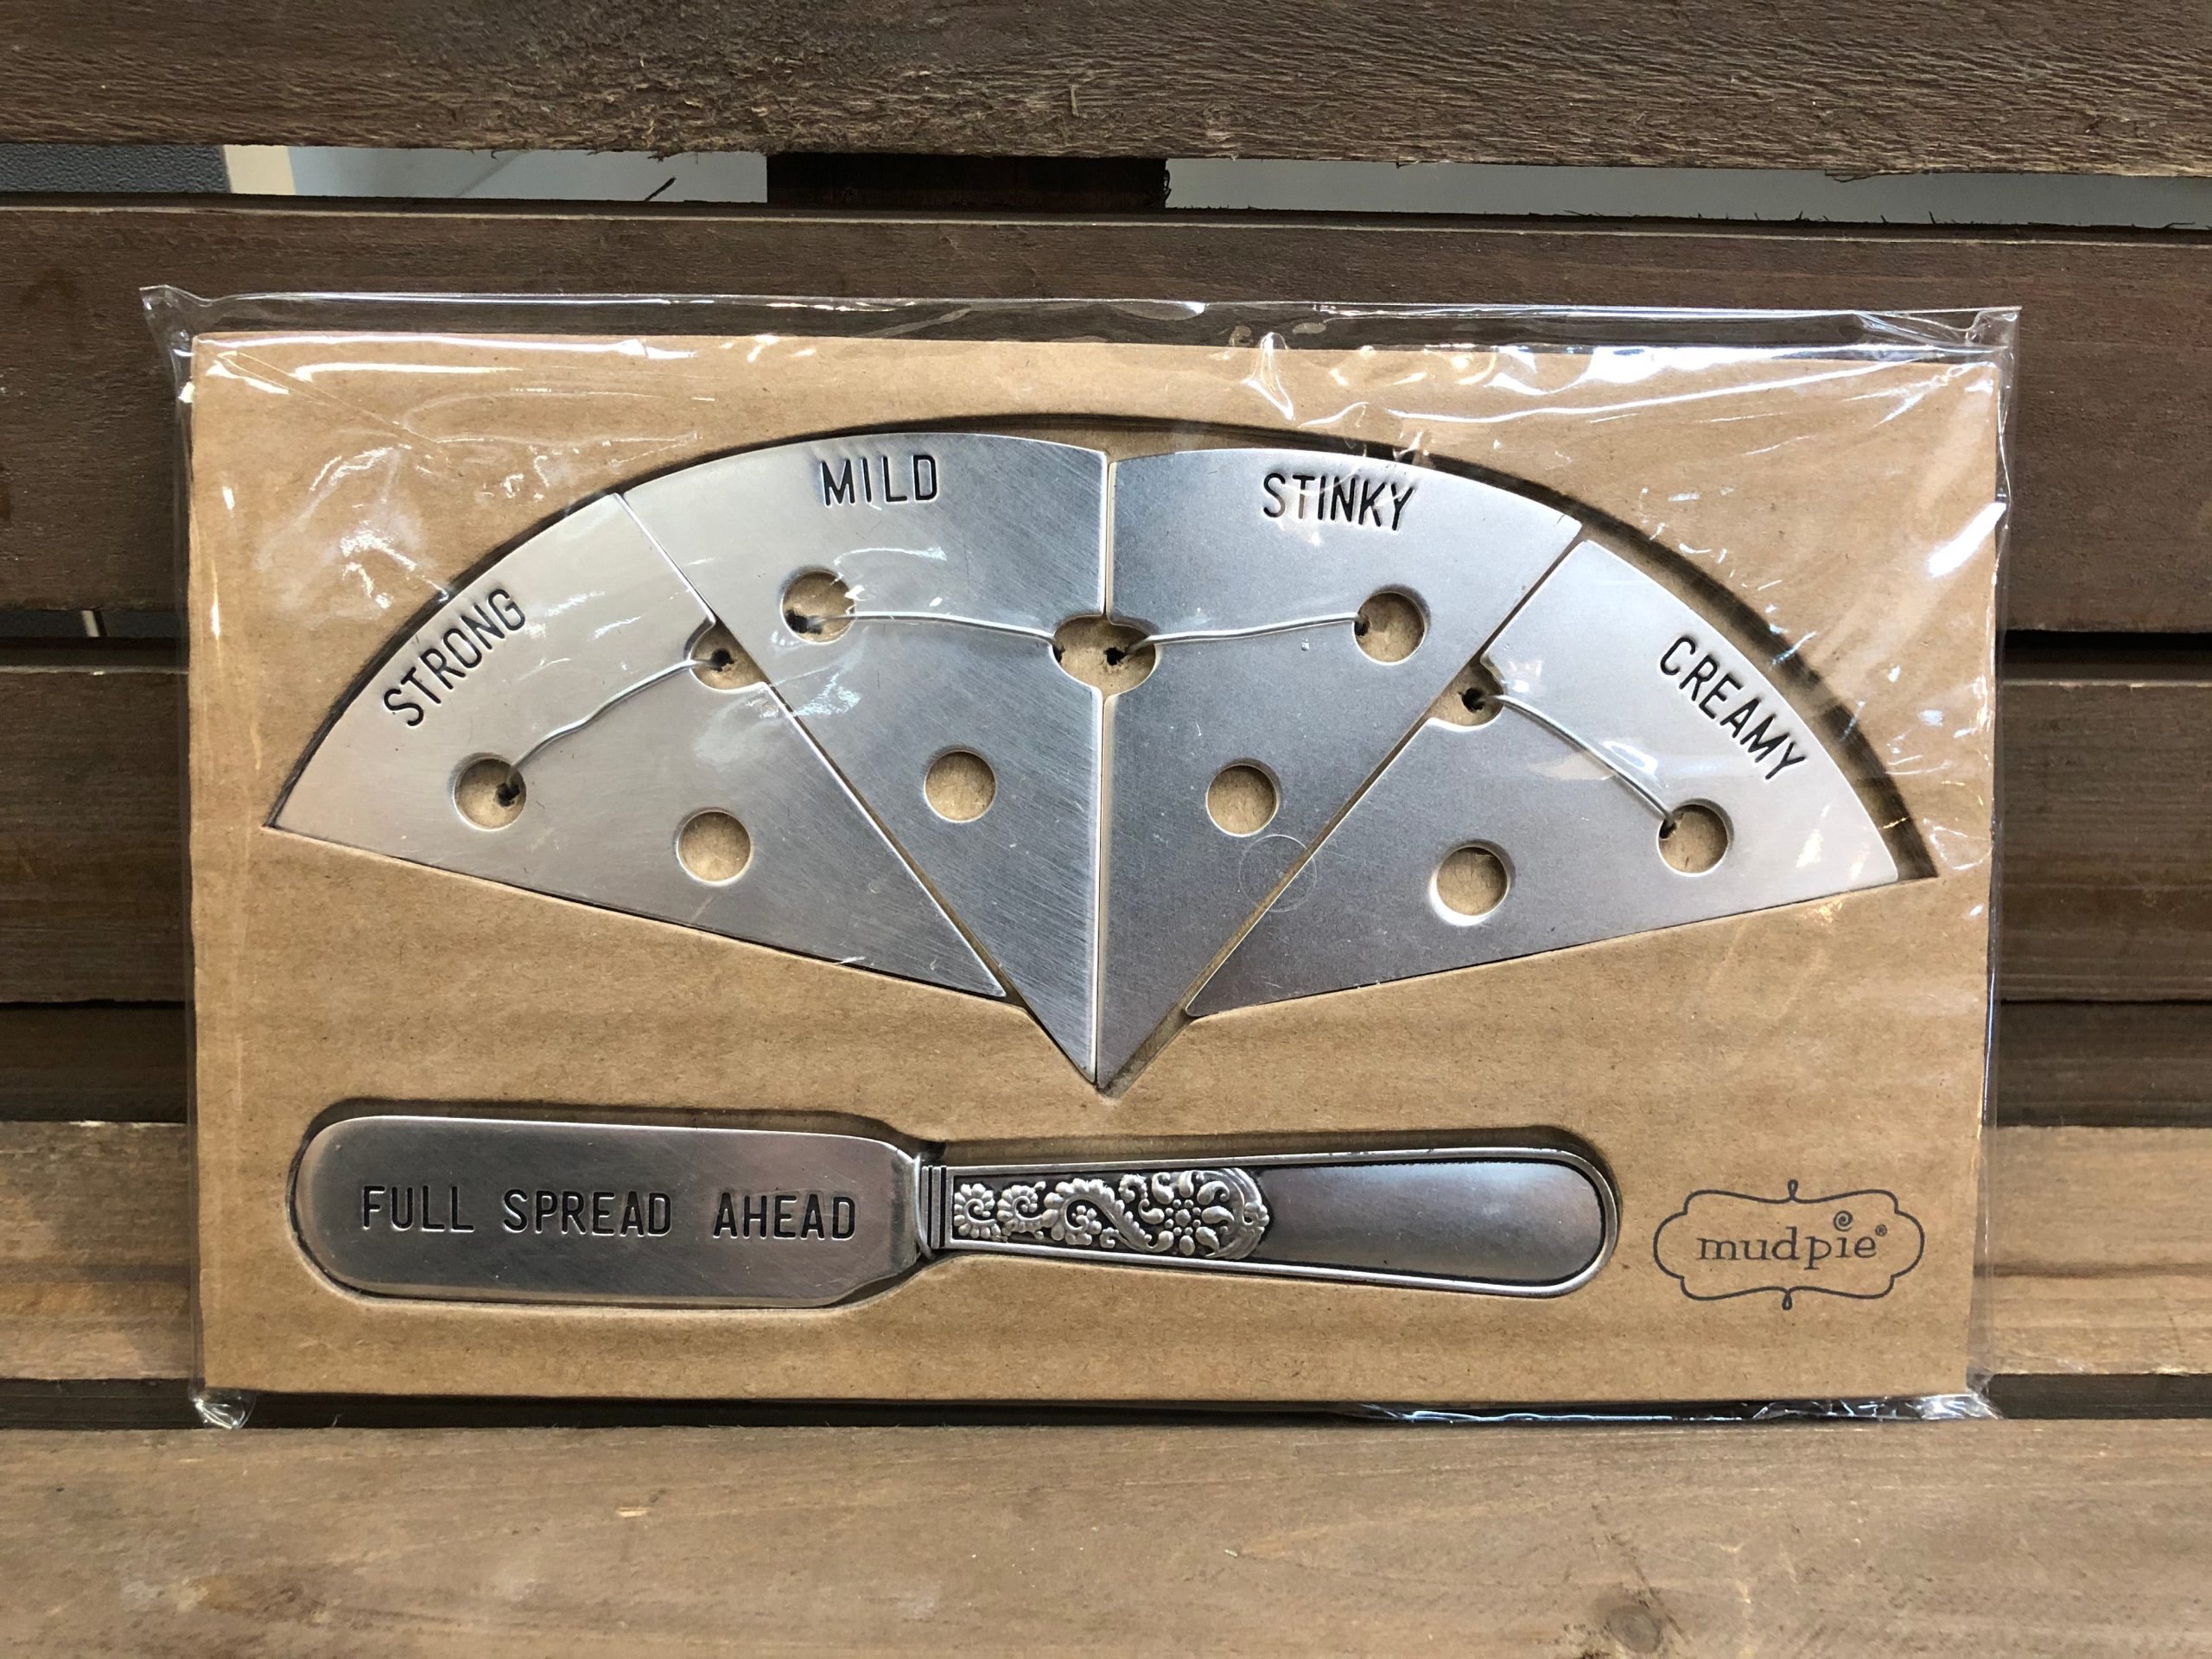 STRONG
MILD
STINKY
CREAMY
FULL SPREAD AHEAD
mudpie®